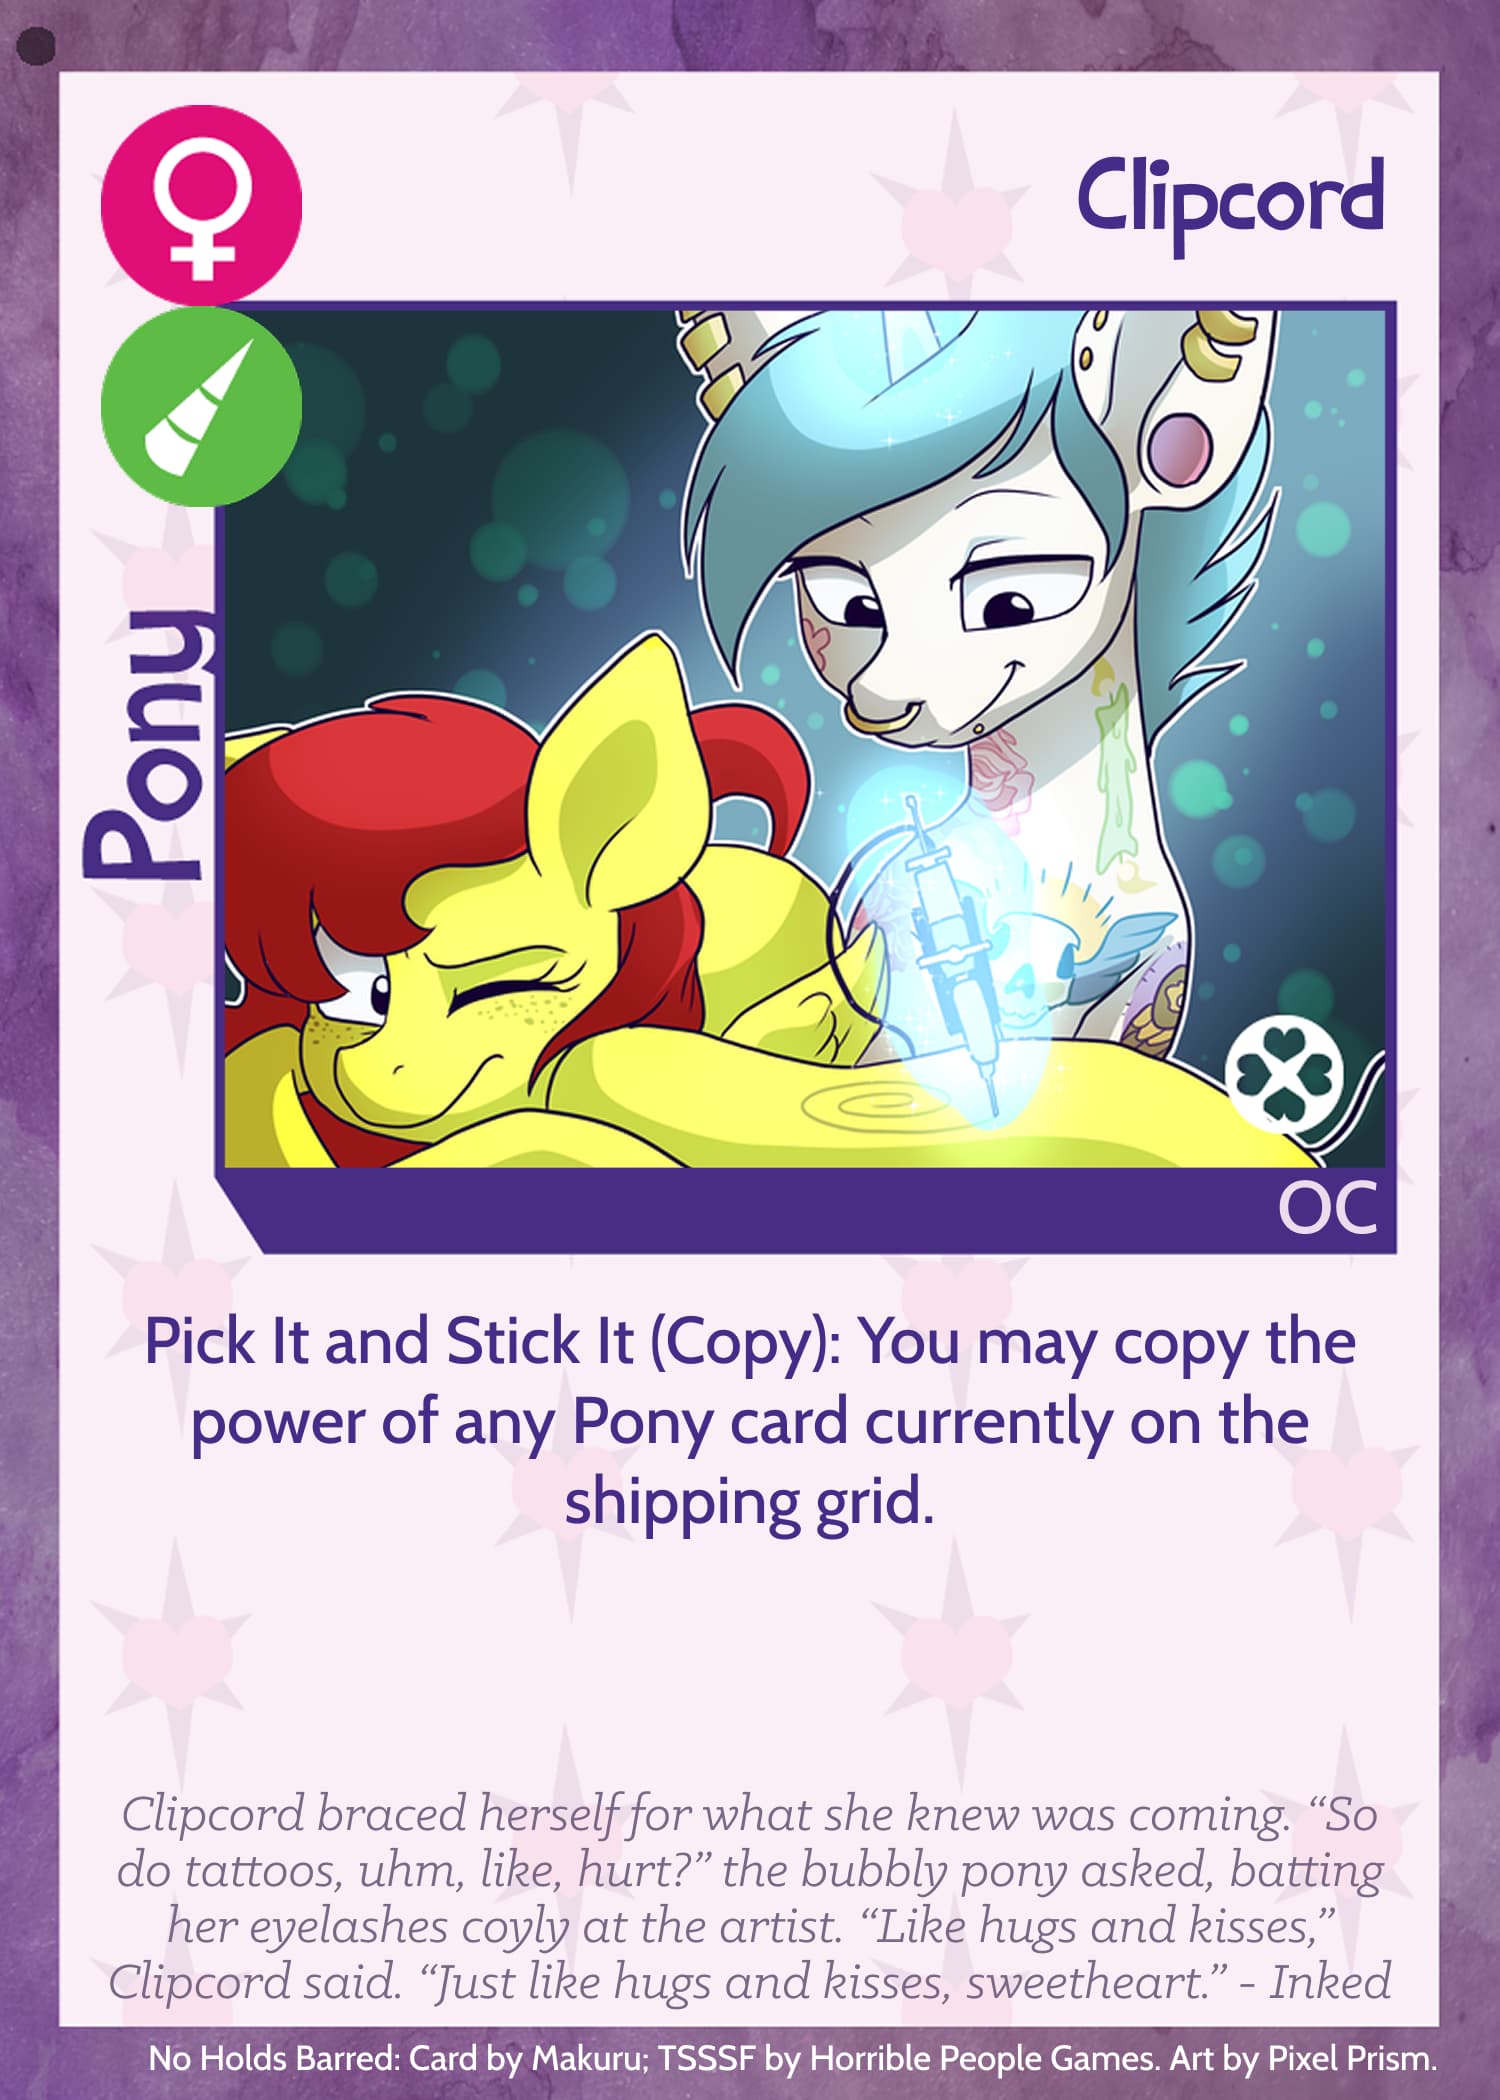 Clipcord
Pony
OC
Pick It and Stick It (Copy): You may copy the
power of any Pony card currently on the
shipping grid.
Clipcord braced herself for what she knew was coming. “So
do tattoos, uhm, like, hurt?” the bubbly pony asked, batting
her eyelashes coyly at the artist. “Like hugs and kisses,”
Clipcord said. “Just like hugs and kisses, sweetheart.” - Inked
No Holds Barred: Card by Makuru; TSSSF by Horrible People Games. Art by Pixel Prism.